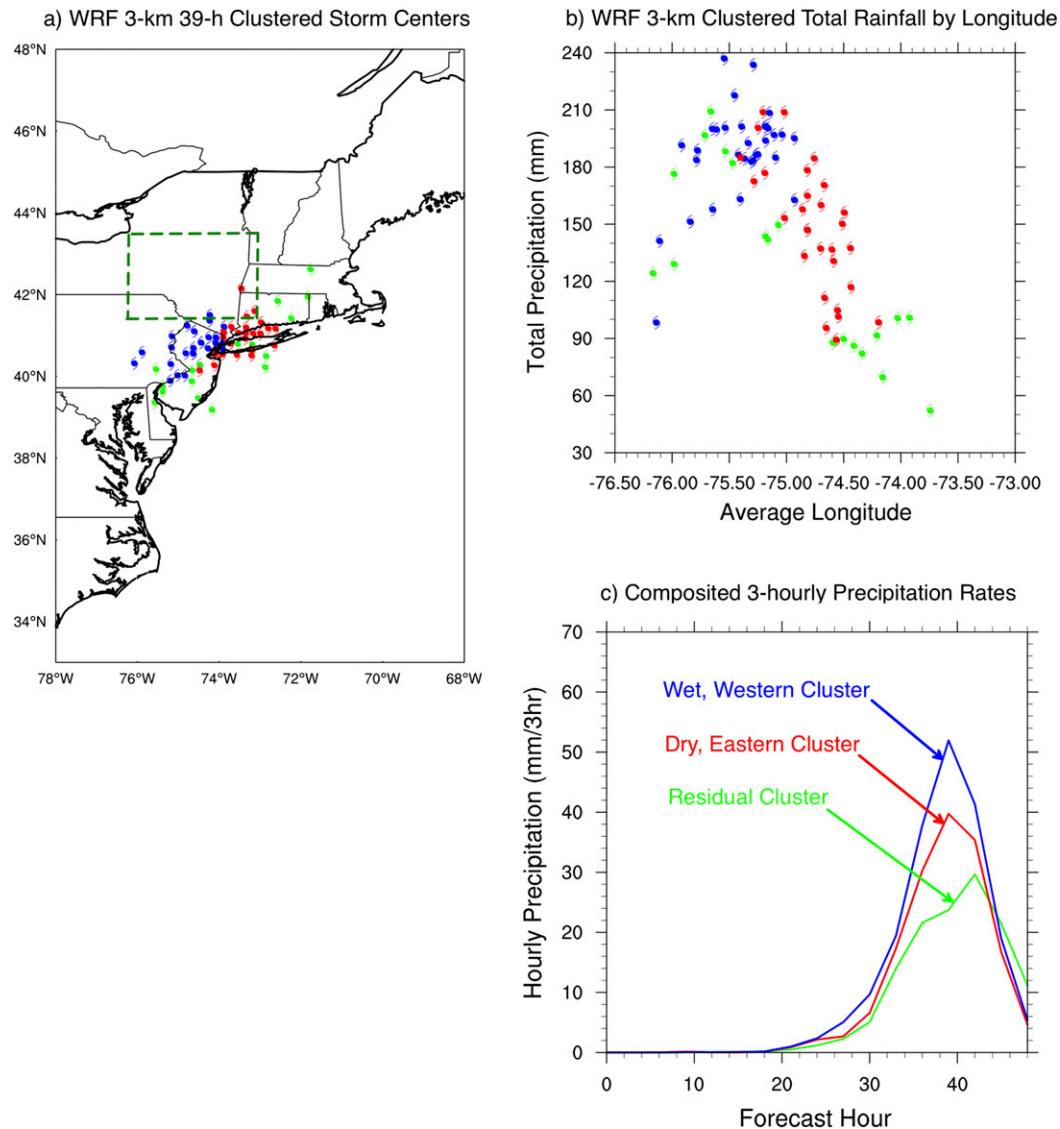 a) WRF 3-km 39-h Clustered Storm Centers
48°N
46°N
44°N
42°N
40°N
38°N
36°N
34°N
78°W 76°W 74°W 72°W 70°W 68°W
b) WRF 3-km Clustered Total Rainfall by Longitude
Total Precipitation (mm)
240
210
180
150
120
90
60
30
-76.50 -76.00 -75.50 -75.00 -74.50 -74.00 -73.50 -73.00
Average Longitude
c) Composited 3-hourly Precipitation Rates
Hourly Precipitation (mm/3hr)
70
60
50
40
30
20
10
0
Wet, Western Cluster
Dry, Eastern Cluster
Residual Cluster
0 10 20 30 40
Forecast Hour